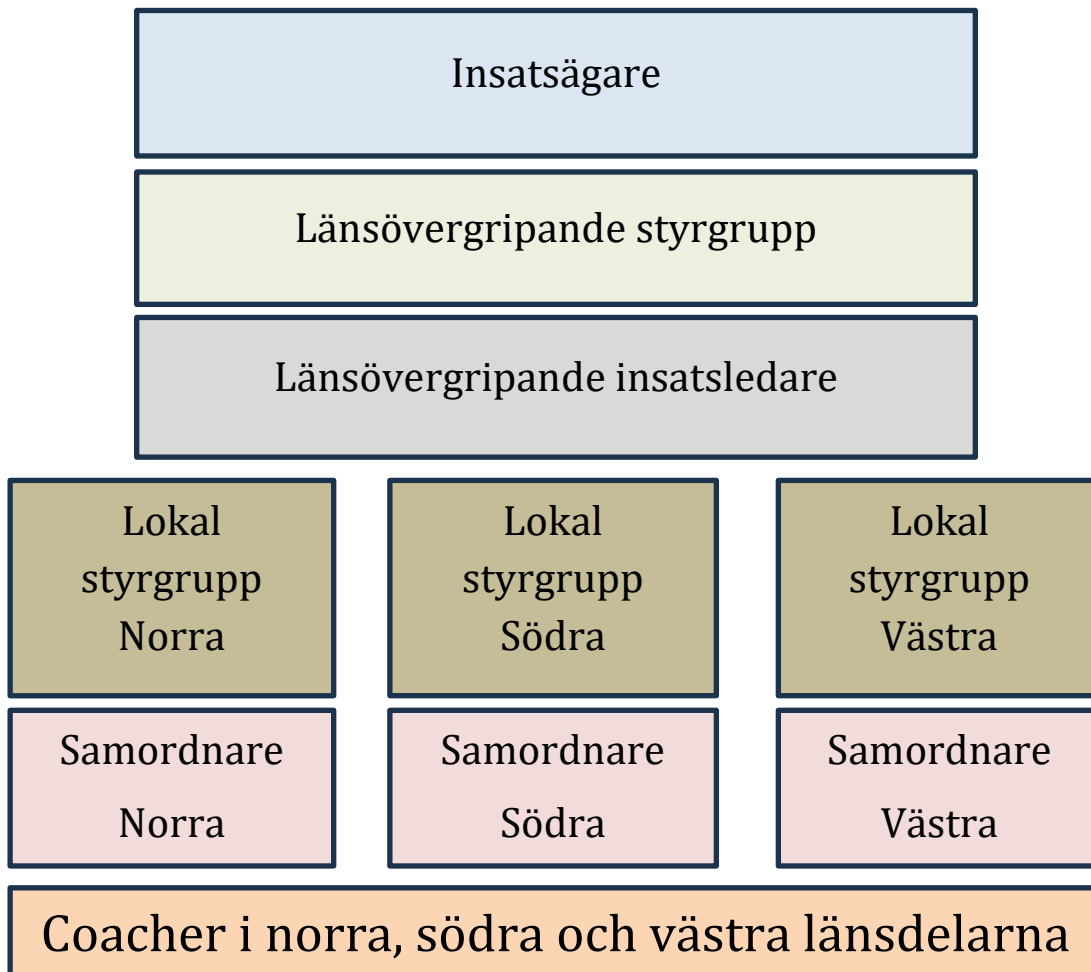 Insatsägare
Länsövergripande styrgrupp
Länsövergripande insatsledare
Lokal
styrgrupp
Norra
Lokal
styrgrupp
Södra
Lokal
styrgrupp
Västra
Samordnare
Norra
Samordnare
Södra
Samordnare
Västra
Coacher i norra, södra och västra länsdelarna